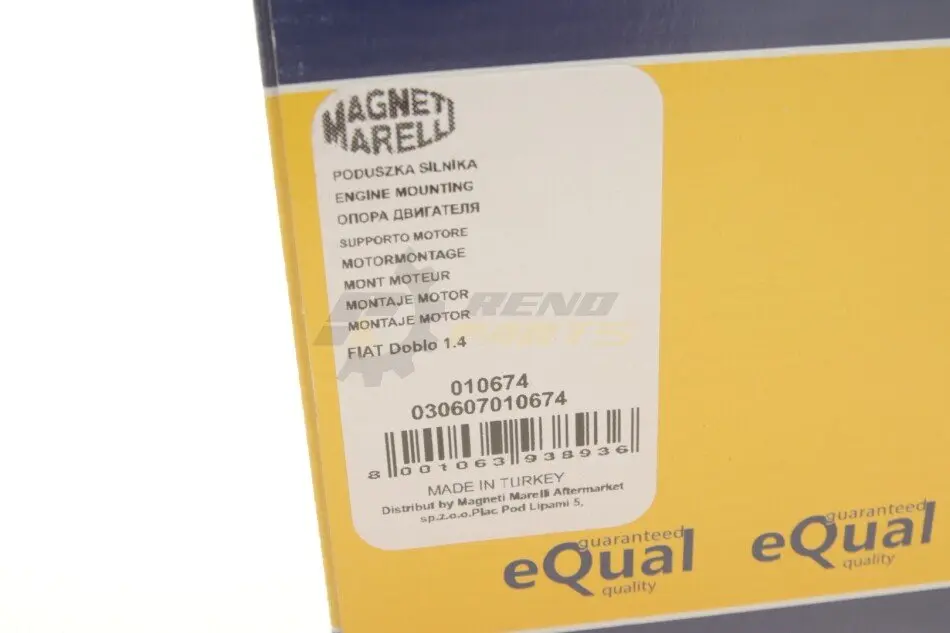 MAGNETI
MARELLI
PODUSZKA SILNIKA
ENGINE MOUNTING
ОПОРА ДВИГАТЕЛЯ
SUPPORTO MOTORE
MOTORMONTAGE
MONT MOTEUR
MONTAJE MOTOR
MONTAJE MOTOR
FIAT Doblo 1.4
RENO
PARTS
010674
030607010674
8 001063 938936
MADE IN TURKEY
Distribut by Magneti Marelli Aftermarket
sp.z.o.o.Plac Pod Lipami 5,
guaranteed
eQual
quality
guaranteed
eQual
quality